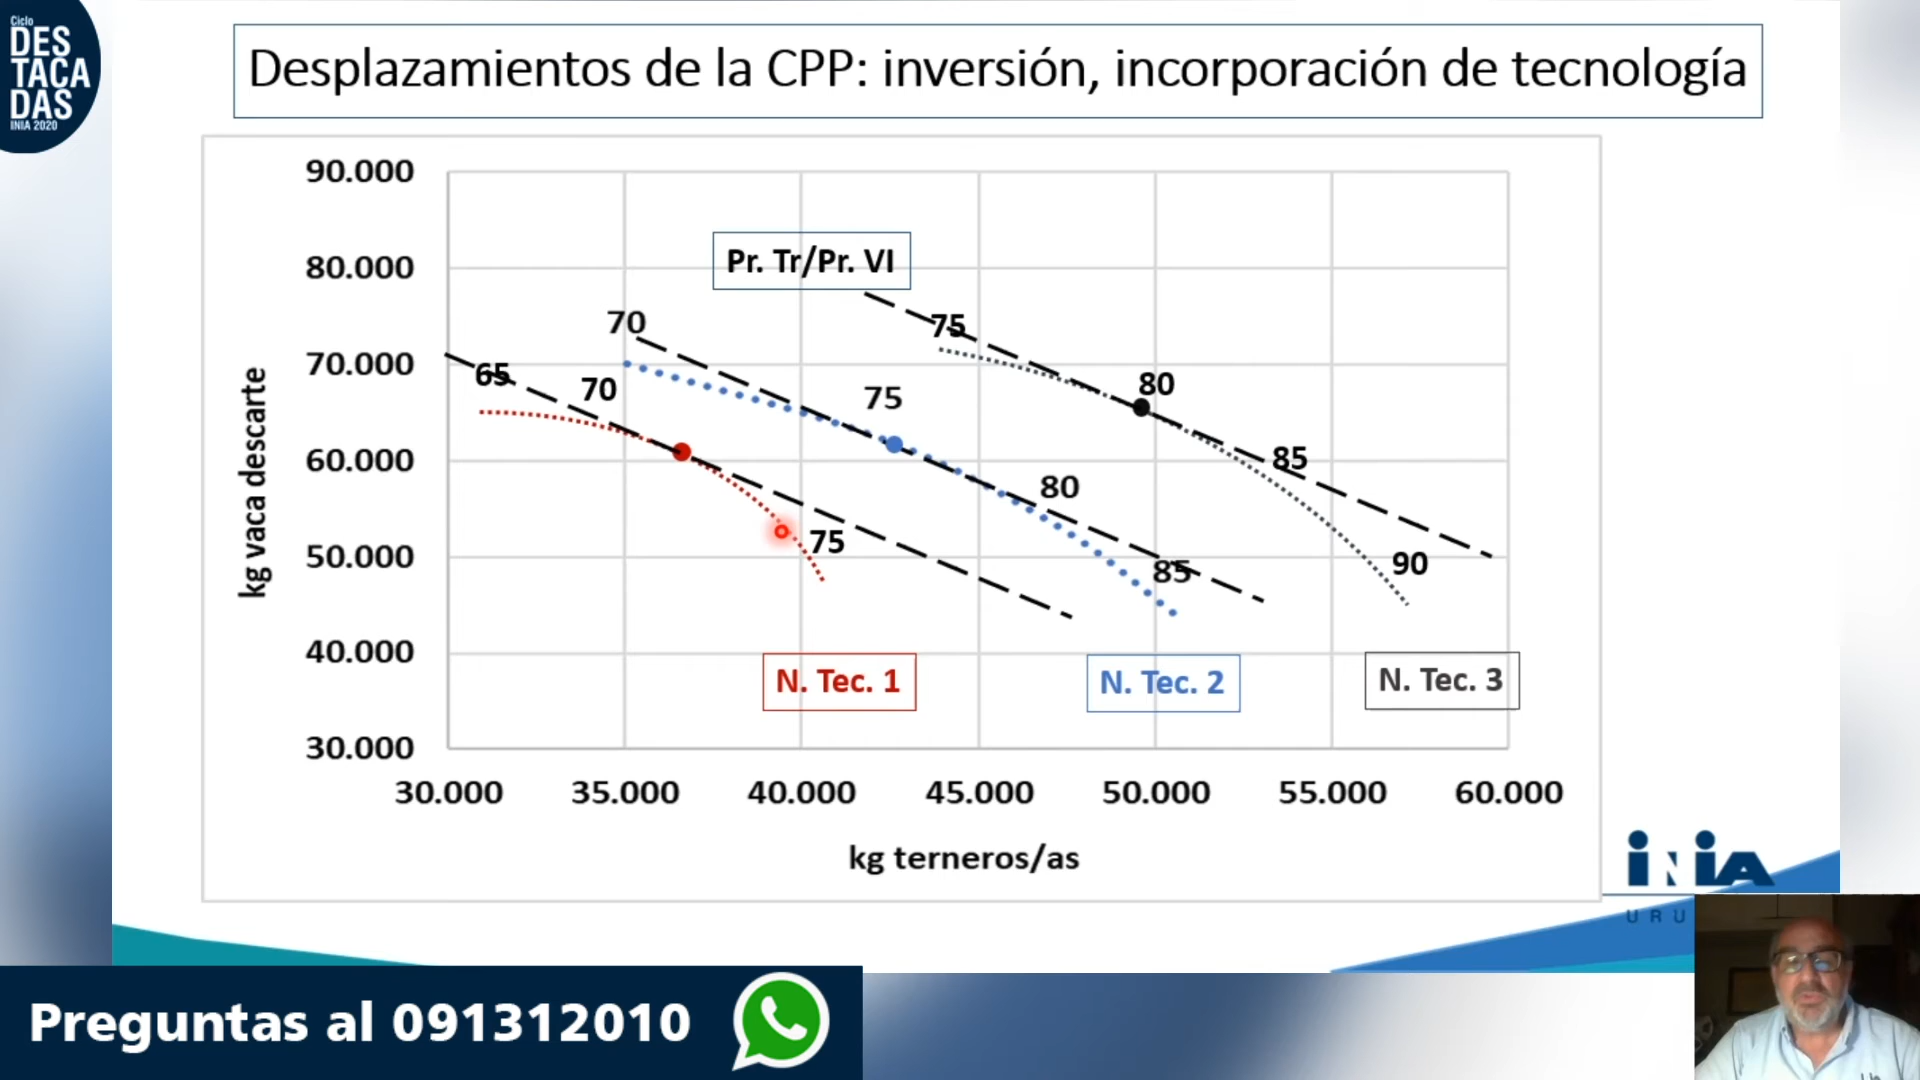 Ciclo
DES
TACA
DAS
INIA 2020
Desplazamientos de la CPP: inversión, incorporación de tecnología
90.000
80.000
70.000
60.000
50.000
40.000
30.000
kg vaca descarte
Pr. Tr/Pr. VI
65
70
75
70
75
80
85
75
80
85
90
N. Tec. 1
N. Tec. 2
N. Tec. 3
30.000 35.000 40.000 45.000 50.000 55.000 60.000
kg terneros/as
iNiA
URU
Preguntas al 091312010